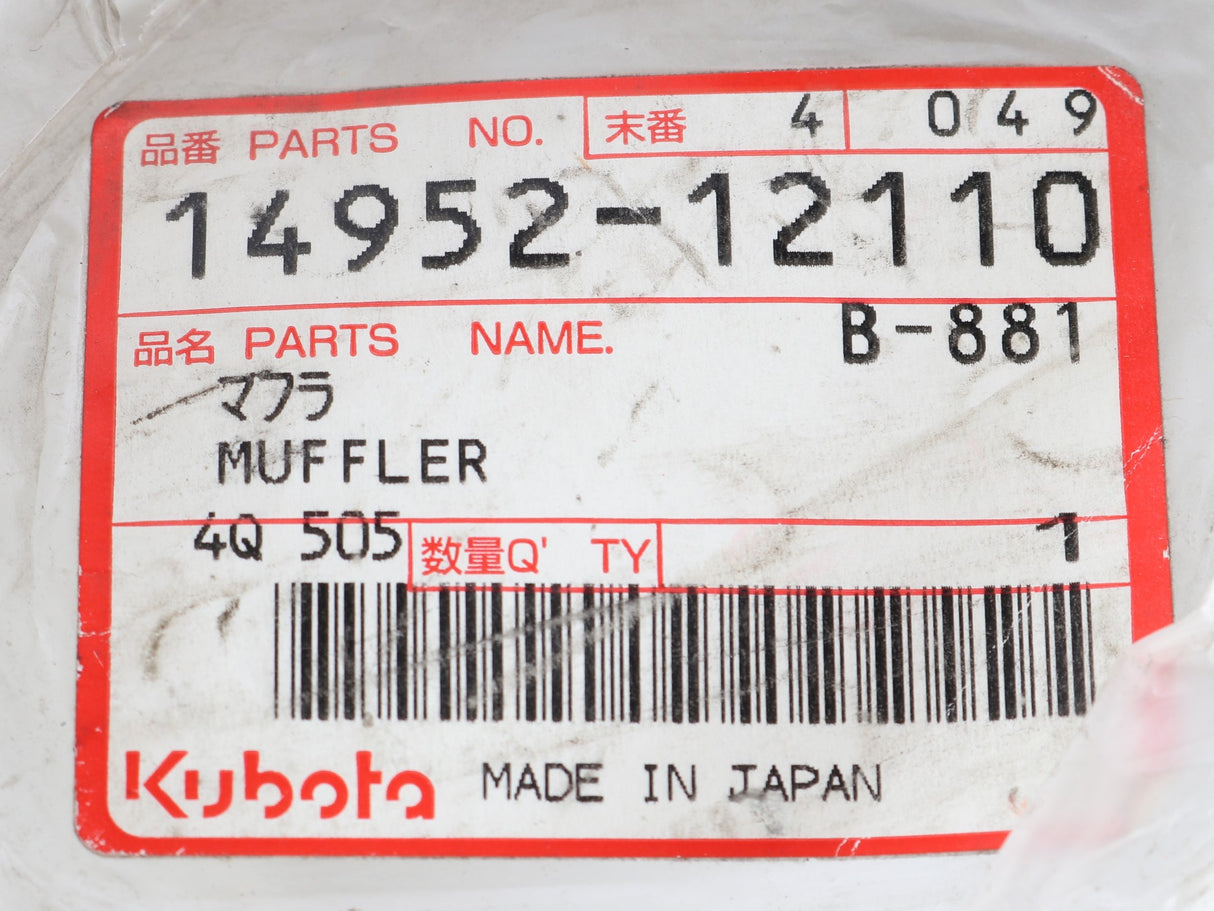 品番 PARTS NO. 末番 4 049
14952-12110
品名 PARTS NAME. B-881
マフラ
MUFFLER
4Q 505 数量Q'TY 1
Kubota MADE IN JAPAN